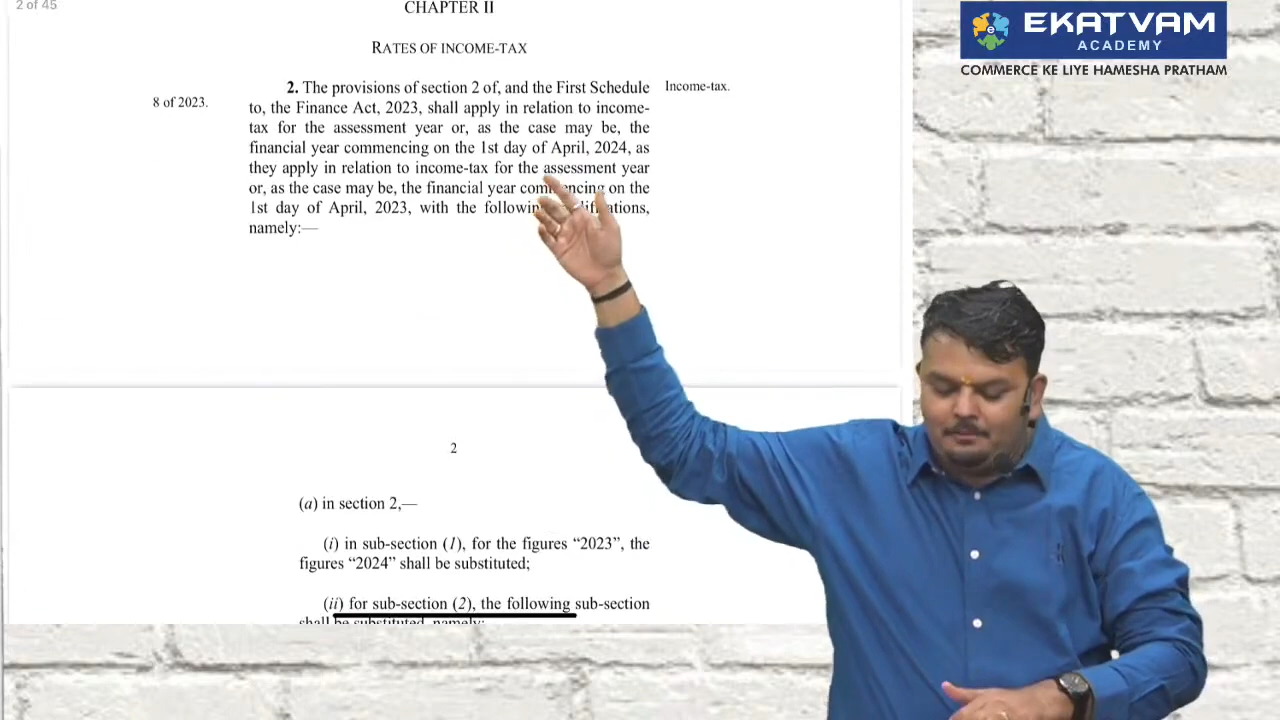 2 of 45
CHAPTER II
RATES OF INCOME-TAX
2. The provisions of section 2 of, and the First Schedule
Income-tax.
8 of 2023.
to, the Finance Act, 2023, shall apply in relation to income-
tax for the assessment year or, as the case may be, the
financial year commencing on the 1st day of April, 2024, as
they apply in relation to income-tax for the assessment year
or, as the case may be, the financial year on the
1st day of April, 2023, with the
namely:—
2
(a) in section 2,—
(i) in sub-section (1), for the figures “2023”, the
figures “2024” shall be substituted;
(ii) for sub-section (2), the following sub-section
shall be substituted, namely:
EKATVAM
ACADEMY
COMMERCE KE LIYE HAMESHA PRATHAM